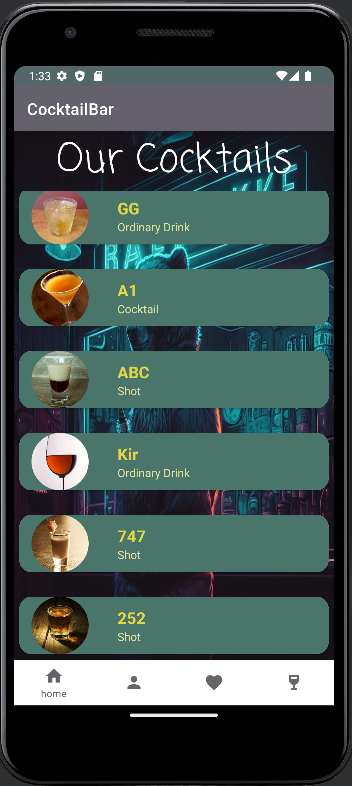 1:33
CocktailBar
Our Cocktails
GG
Ordinary Drink
A1
Cocktail
ABC
Shot
Kir
Ordinary Drink
747
Shot
252
Shot
home